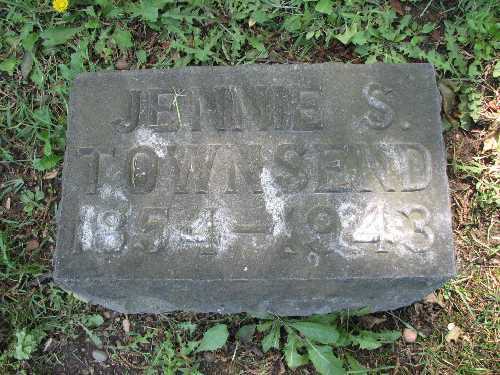 JENNIE S.
TOWNSEND
1854-1943